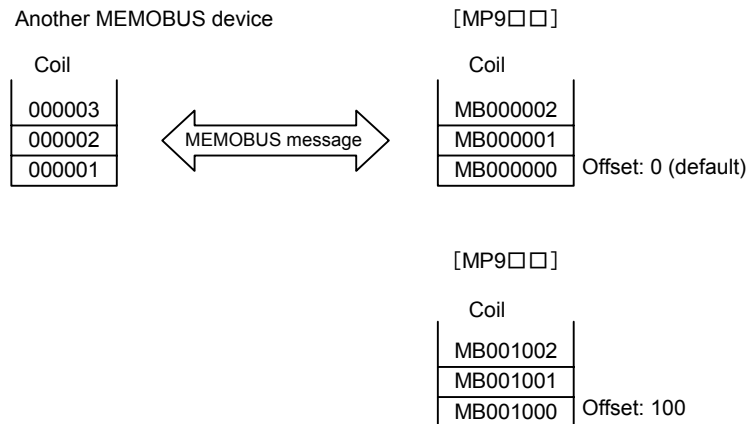 Another MEMOBUS device
[MP9□□]
Coil
Coil
000003
000002
000001
MEMOBUS message
MB000002
MB000001
MB000000
Offset: 0 (default)
[MP9□□]
Coil
MB001002
MB001001
MB001000
Offset: 100